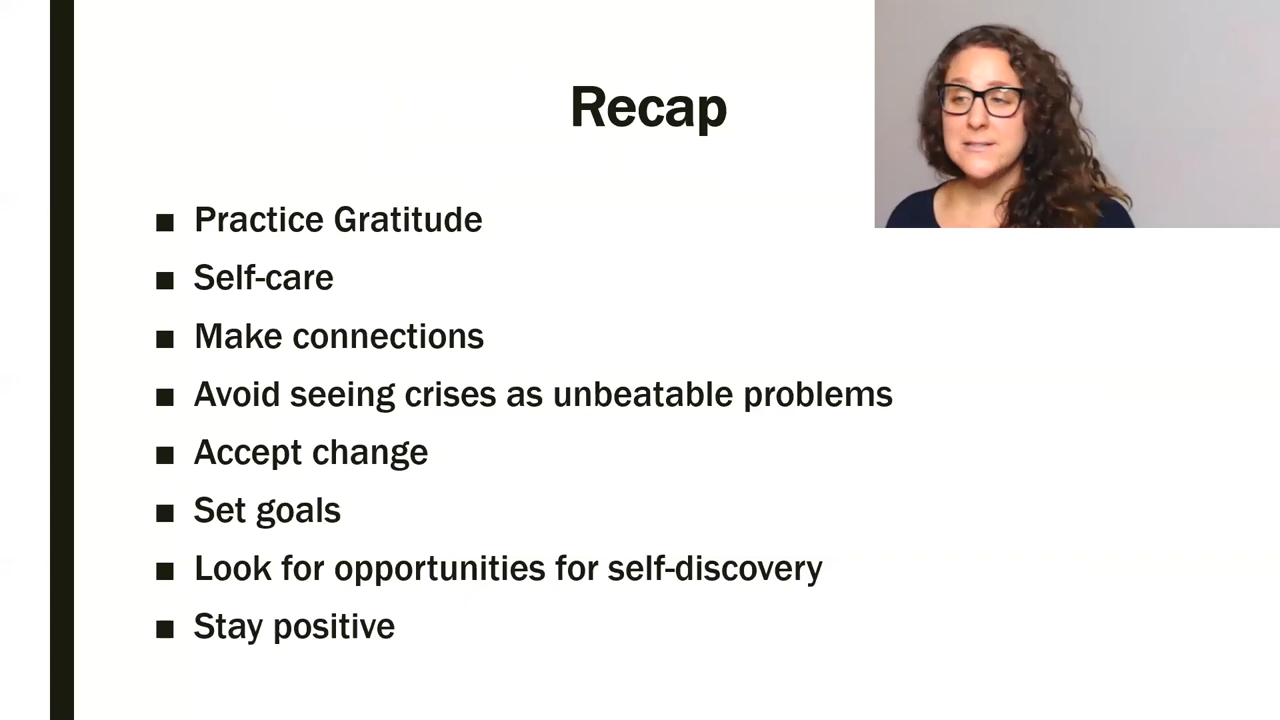 Recap
■ Practice Gratitude
■ Self-care
■ Make connections
■ Avoid seeing crises as unbeatable problems
■ Accept change
■ Set goals
■ Look for opportunities for self-discovery
■ Stay positive